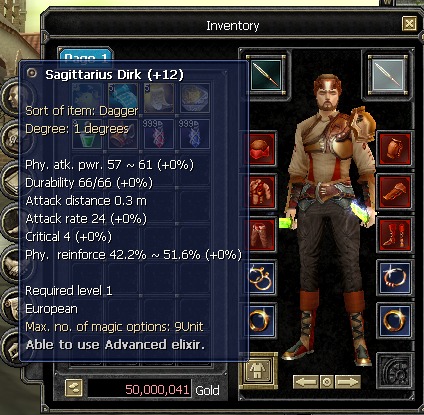 Inventory
Page 1
Sagittarius Dirk (+12)
Sort of item: Dagger
Degree: 1 degrees
Phy. atk. pwr. 57 ~ 61 (+0%)
Durability 66/66 (+0%)
Attack distance 0.3 m
Attack rate 24 (+0%)
Critical 4 (+0%)
Phy. reinforce 42.2% ~ 51.6% (+0%)
Required level 1
European
Max. no. of magic options: 9Unit
Able to use Advanced elixir.
50,000,041 Gold